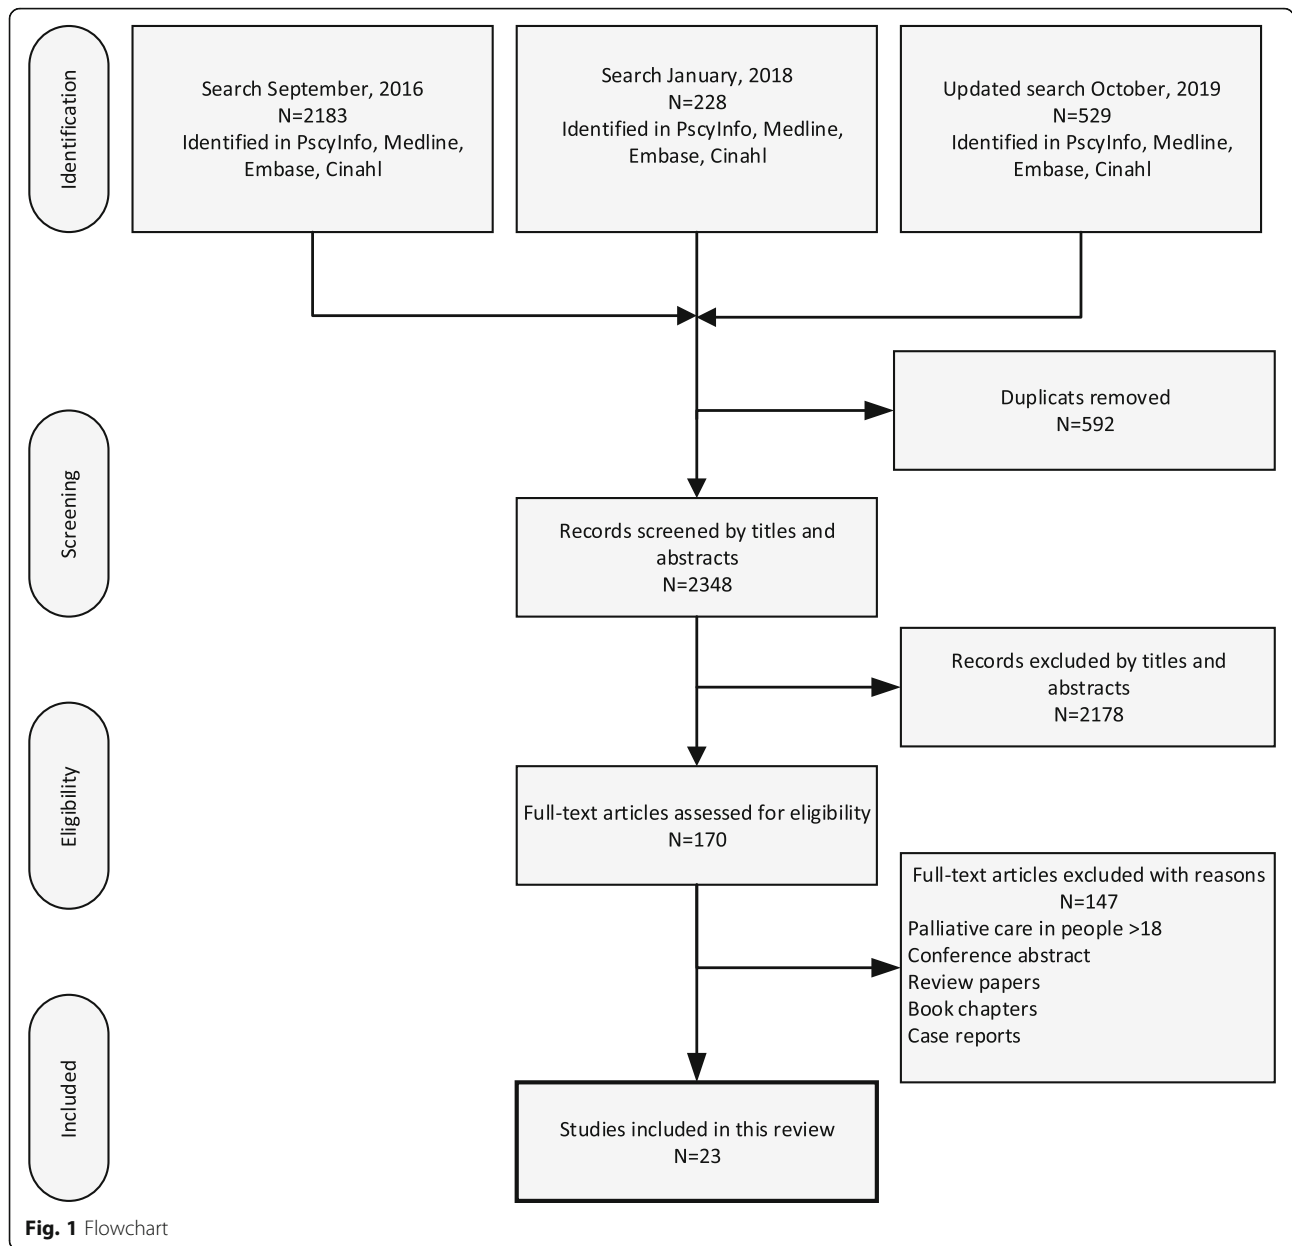 Identification
Search September, 2016
N=2183
Identified in PscyInfo, Medline,
Embase, Cinahl
Search January, 2018
N=228
Identified in PscyInfo, Medline,
Embase, Cinahl
Updated search October, 2019
N=529
Identified in PscyInfo, Medline,
Embase, Cinahl
Duplicats removed
N=592
Screening
Records screened by titles and
abstracts
N=2348
Records excluded by titles and
abstracts
N=2178
Eligibility
Full-text articles assessed for eligibility
N=170
Full-text articles excluded with reasons
N=147
Palliative care in people >18
Conference abstract
Review papers
Book chapters
Case reports
Included
Studies included in this review
N=23
Fig. 1 Flowchart